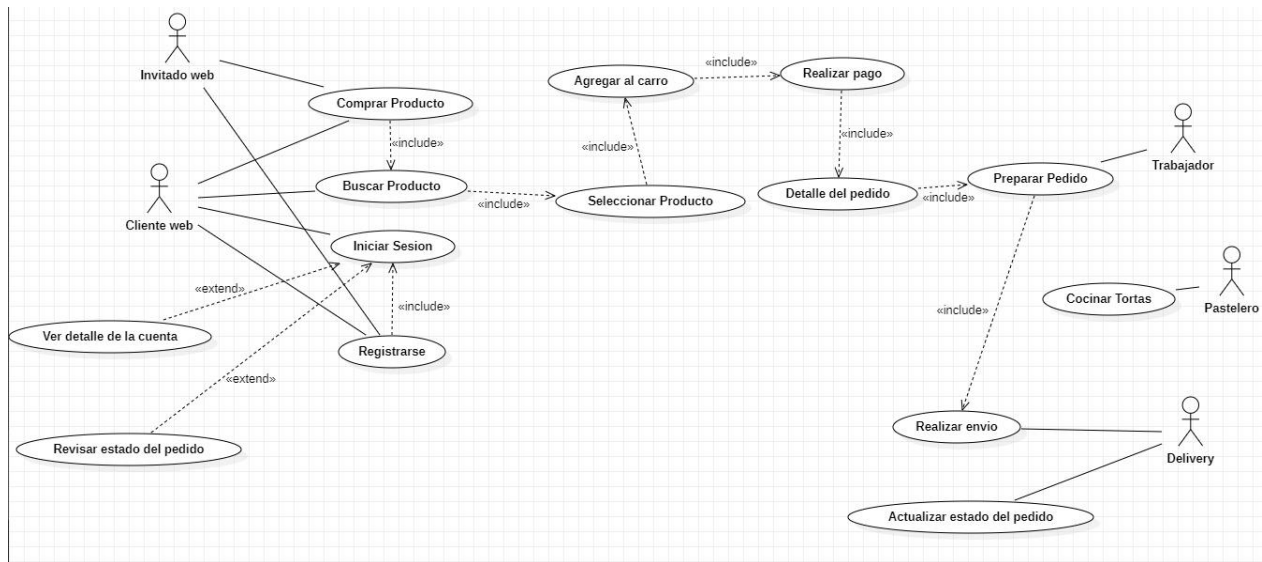 Invitado web
Comprar Producto
«include»
Agregar al carro
«include»
Realizar pago
«include»
«include»
Cliente web
Buscar Producto
«include»
Seleccionar Producto
Detalle del pedido
«include»
Preparar Pedido
Trabajador
Iniciar Sesion
«extend»
«include»
Ver detalle de la cuenta
Registrarse
«extend»
Revisar estado del pedido
«include»
Cocinar Tortas
Pastelero
Realizar envio
Delivery
Actualizar estado del pedido